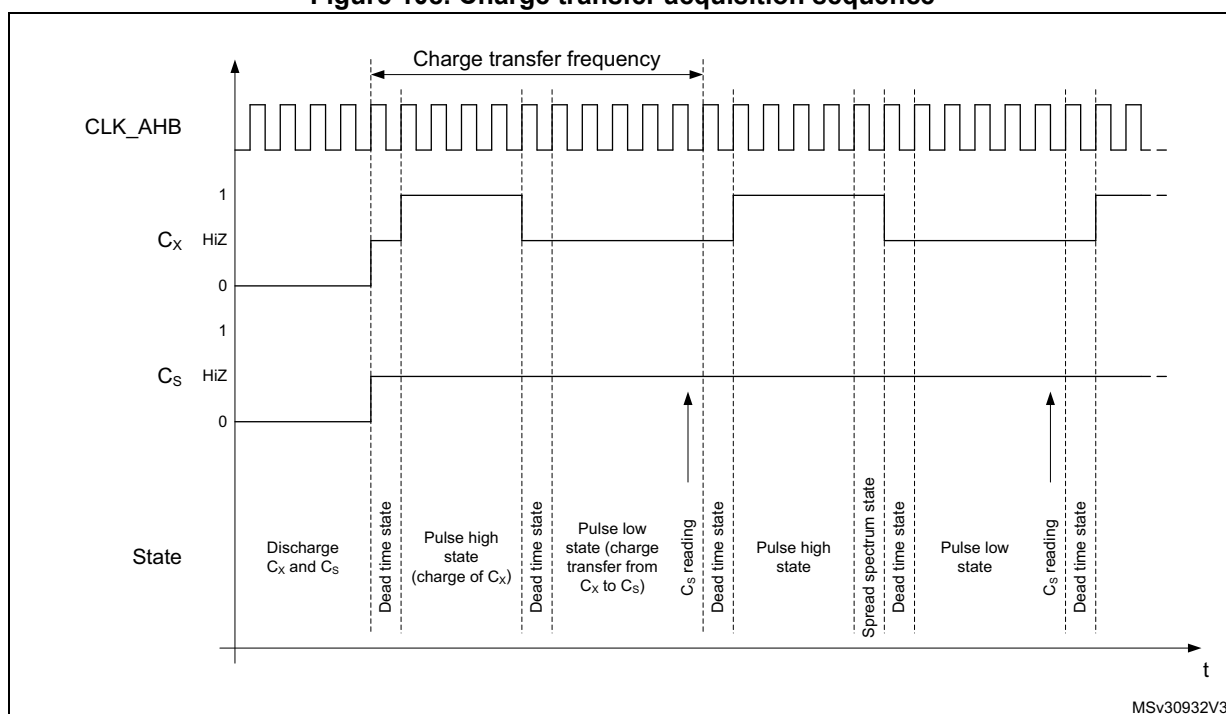 Figure 106. Charge transfer acquisition sequence
Charge transfer frequency
CLK_AHB
1
CX HiZ
0
1
CS HiZ
0
State
Discharge
CX and CS
Dead time state
Pulse high
state
(charge of CX)
Dead time state
Pulse low
state (charge
transfer from
CX to CS)
CS reading
Dead time state
Pulse high
state
Spread spectrum state
Dead time state
Pulse low
state
CS reading
Dead time state
t
MSv30932V3